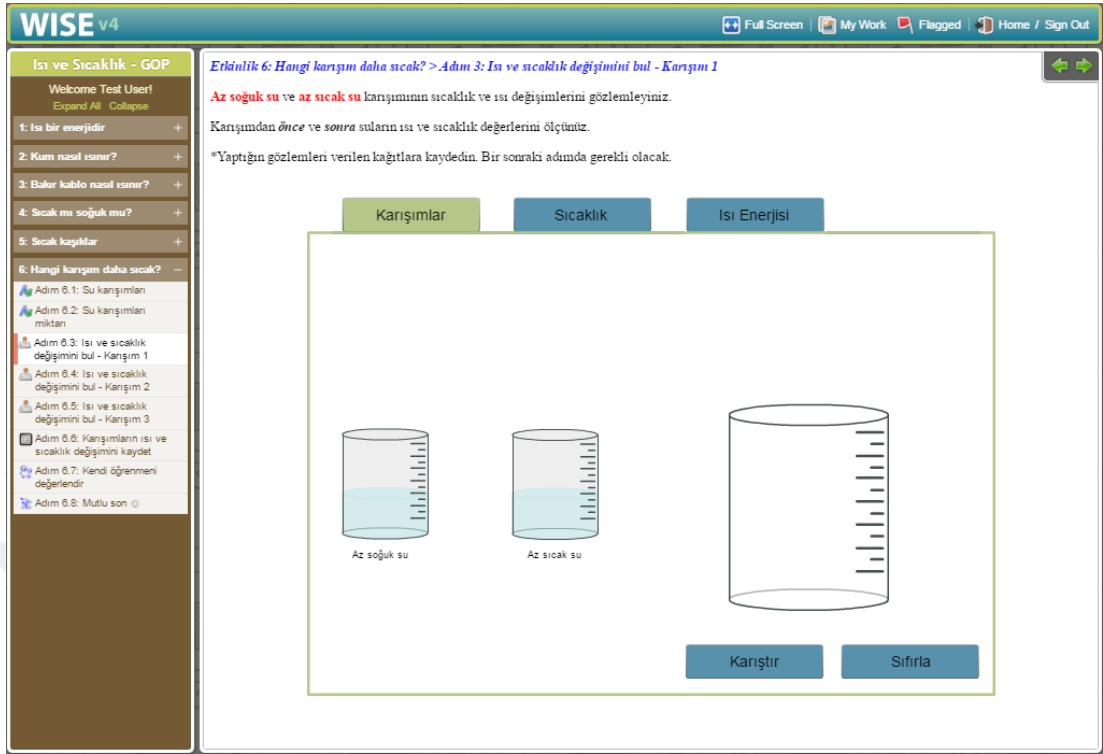 WISE v4
Full Screen | My Work Flagged | Home / Sign Out
Isı ve Sıcaklık - GOP
Welcome Test User!
Expand All Collapse
1: Isı bir enerjidir +
2: Kum nasıl ısınır? +
3: Bakır kablo nasıl ısınır? +
4: Sıcak mı soğuk mu? +
5: Sıcak kaşıklar +
6: Hangi karışım daha sıcak? –
Adım 6.1: Su karışımları
Adım 6.2: Su karışımları
miktarı
Adım 6.3: Isı ve sıcaklık
değişimini bul - Karışım 1
Adım 6.4: Isı ve sıcaklık
değişimini bul - Karışım 2
Adım 6.5: Isı ve sıcaklık
değişimini bul - Karışım 3
Adım 6.6: Karışımların ısı ve
sıcaklık değişimini kaydet
Adım 6.7: Kendi öğrenmeni
değerlendir
Adım 6.8: Mutlu son ☺
Etkinlik 6: Hangi karışım daha sıcak? > Adım 3: Isı ve sıcaklık değişimini bul - Karışım 1
Az soğuk su ve az sıcak su karışımının sıcaklık ve ısı değişimlerini gözlemleyiniz.
Karışımdan önce ve sonra suların ısı ve sıcaklık değerlerini ölçünüz.
*Yaptığın gözlemleri verilen kağıtlara kaydedin. Bir sonraki adımda gerekli olacak.
Karışımlar
Sıcaklık
Isı Enerjisi
Az soğuk su
Az sıcak su
Karıştır
Sıfırla